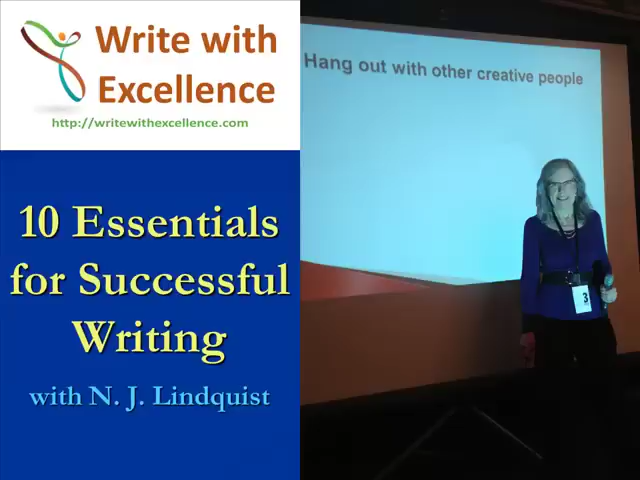 Write with
Excellence
http://writewithexcellence.com
10 Essentials
for Successful
Writing
with N. J. Lindquist
Hang out with other creative people
3